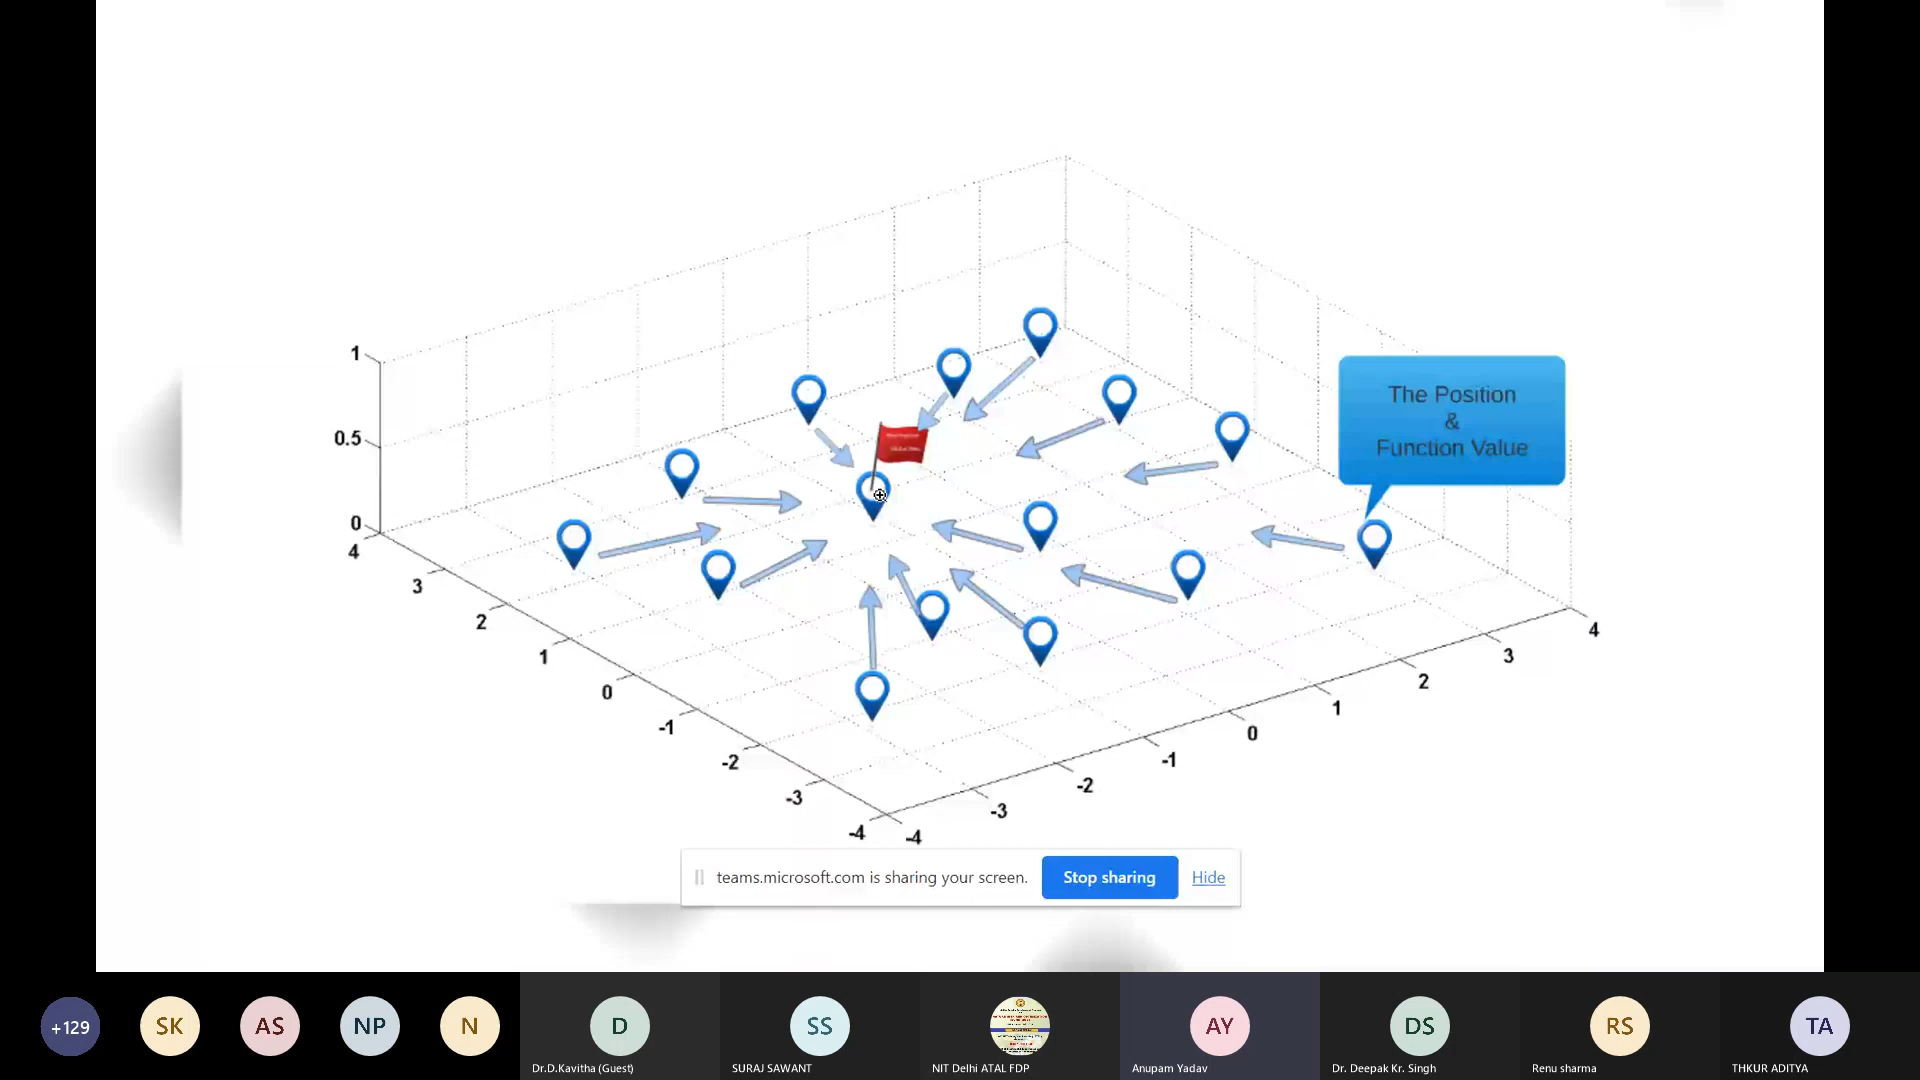 1
0.5
0
4
3
2
1
0
-1
-2
-3
-4
-4
-3
-2
-1
0
1
2
3
4
The Position
&
Function Value
teams.microsoft.com is sharing your screen.
Stop sharing
Hide
+129
SK
AS
NP
N
D
SS
AY
DS
RS
TA
Dr.D.Kavitha (Guest)
SURAJ SAWANT
NIT Delhi ATAL FDP
Anupam Yadav
Dr. Deepak Kr. Singh
Renu sharma
THKUR ADITYA